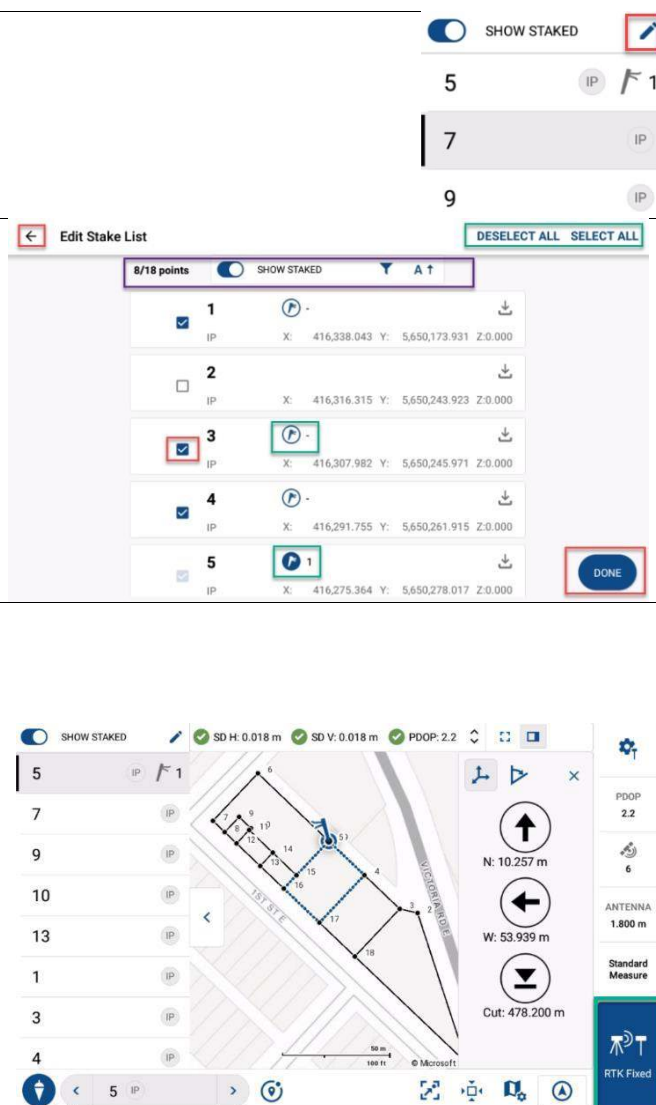 SHOW STAKED
5 IP 1
7 IP
9 IP
Edit Stake List DESELECT ALL SELECT ALL
8/18 points SHOW STAKED A↑
1 -
IP X: 416,338.043 Y: 5,650,173.931 Z:0.000
2
IP X: 416,316.315 Y: 5,650,243.923 Z:0.000
3 -
IP X: 416,307.982 Y: 5,650,245.971 Z:0.000
4 -
IP X: 416,291.755 Y: 5,650,261.915 Z:0.000
5 1
IP X: 416,275.364 Y: 5,650,278.017 Z:0.000
DONE
SHOW STAKED
5 IP 1
7 IP
9 IP
10 IP
13 IP
1 IP
3 IP
4 IP
5 IP
SD H: 0.018 m SD V: 0.018 m PDOP: 2.2
6
7
9
8
12
14
13
15
16
17
18
4
3
2
1ST ST E
VICTORIA RD E
50 m
100 ft
© Microsoft
N: 10.257 m
W: 53.939 m
Cut: 478.200 m
PDOP
2.2
6
ANTENNA
1.800 m
Standard
Measure
RTK Fixed